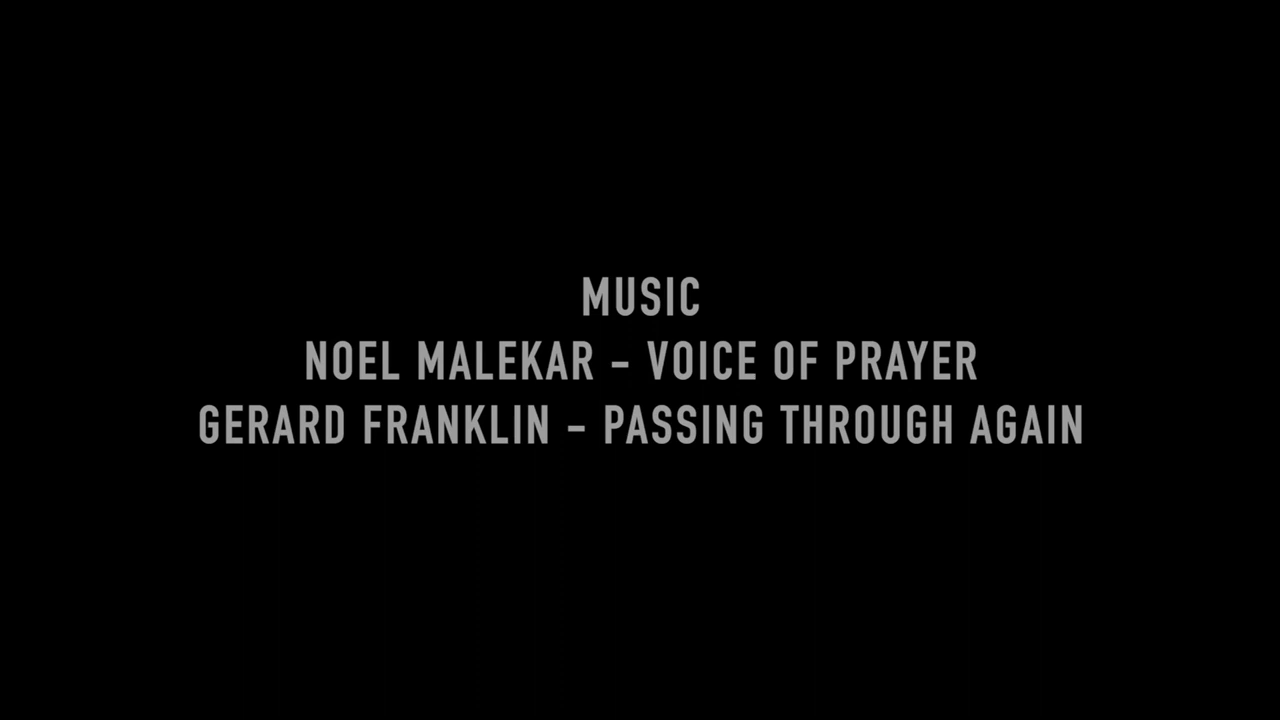 MUSIC
NOEL MALEKAR - VOICE OF PRAYER
GERARD FRANKLIN - PASSING THROUGH AGAIN